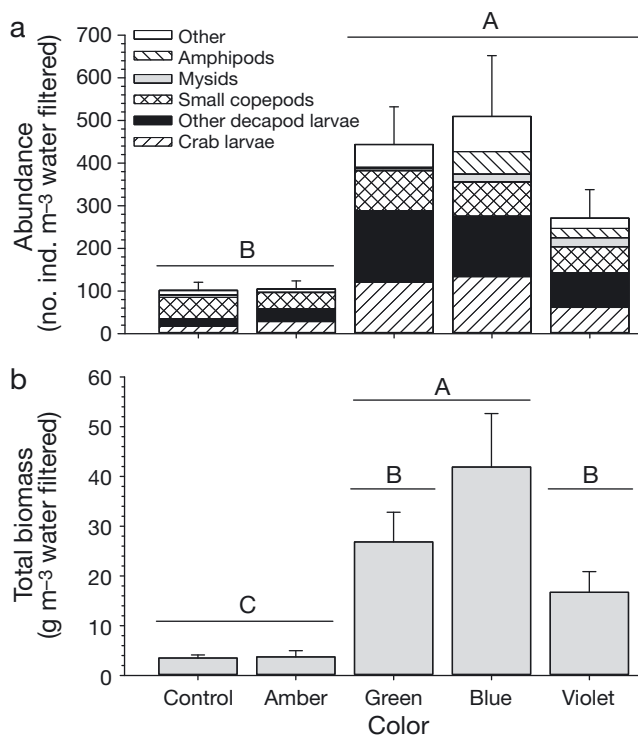 a
700
600
500
400
300
200
100
0
Abundance
(no. ind. m–3 water filtered)
Other
Amphipods
Mysids
Small copepods
Other decapod larvae
Crab larvae
A
B
b
60
50
40
30
20
10
0
Total biomass
(g m–3 water filtered)
A
B
B
C
Control Amber Green Blue Violet
Color